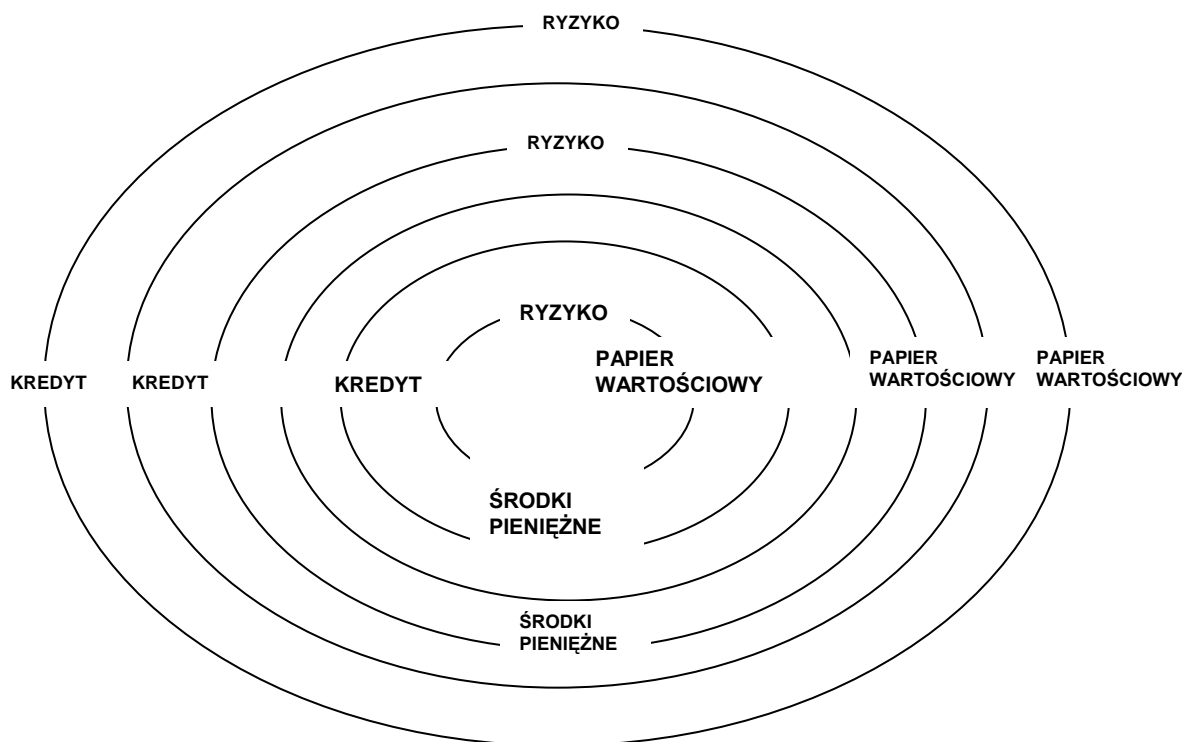 RYZYKO
RYZYKO
RYZYKO
KREDYT
KREDYT
KREDYT
PAPIER
WARTOŚCIOWY
PAPIER
WARTOŚCIOWY
PAPIER
WARTOŚCIOWY
ŚRODKI
PIENIĘŻNE
ŚRODKI
PIENIĘŻNE